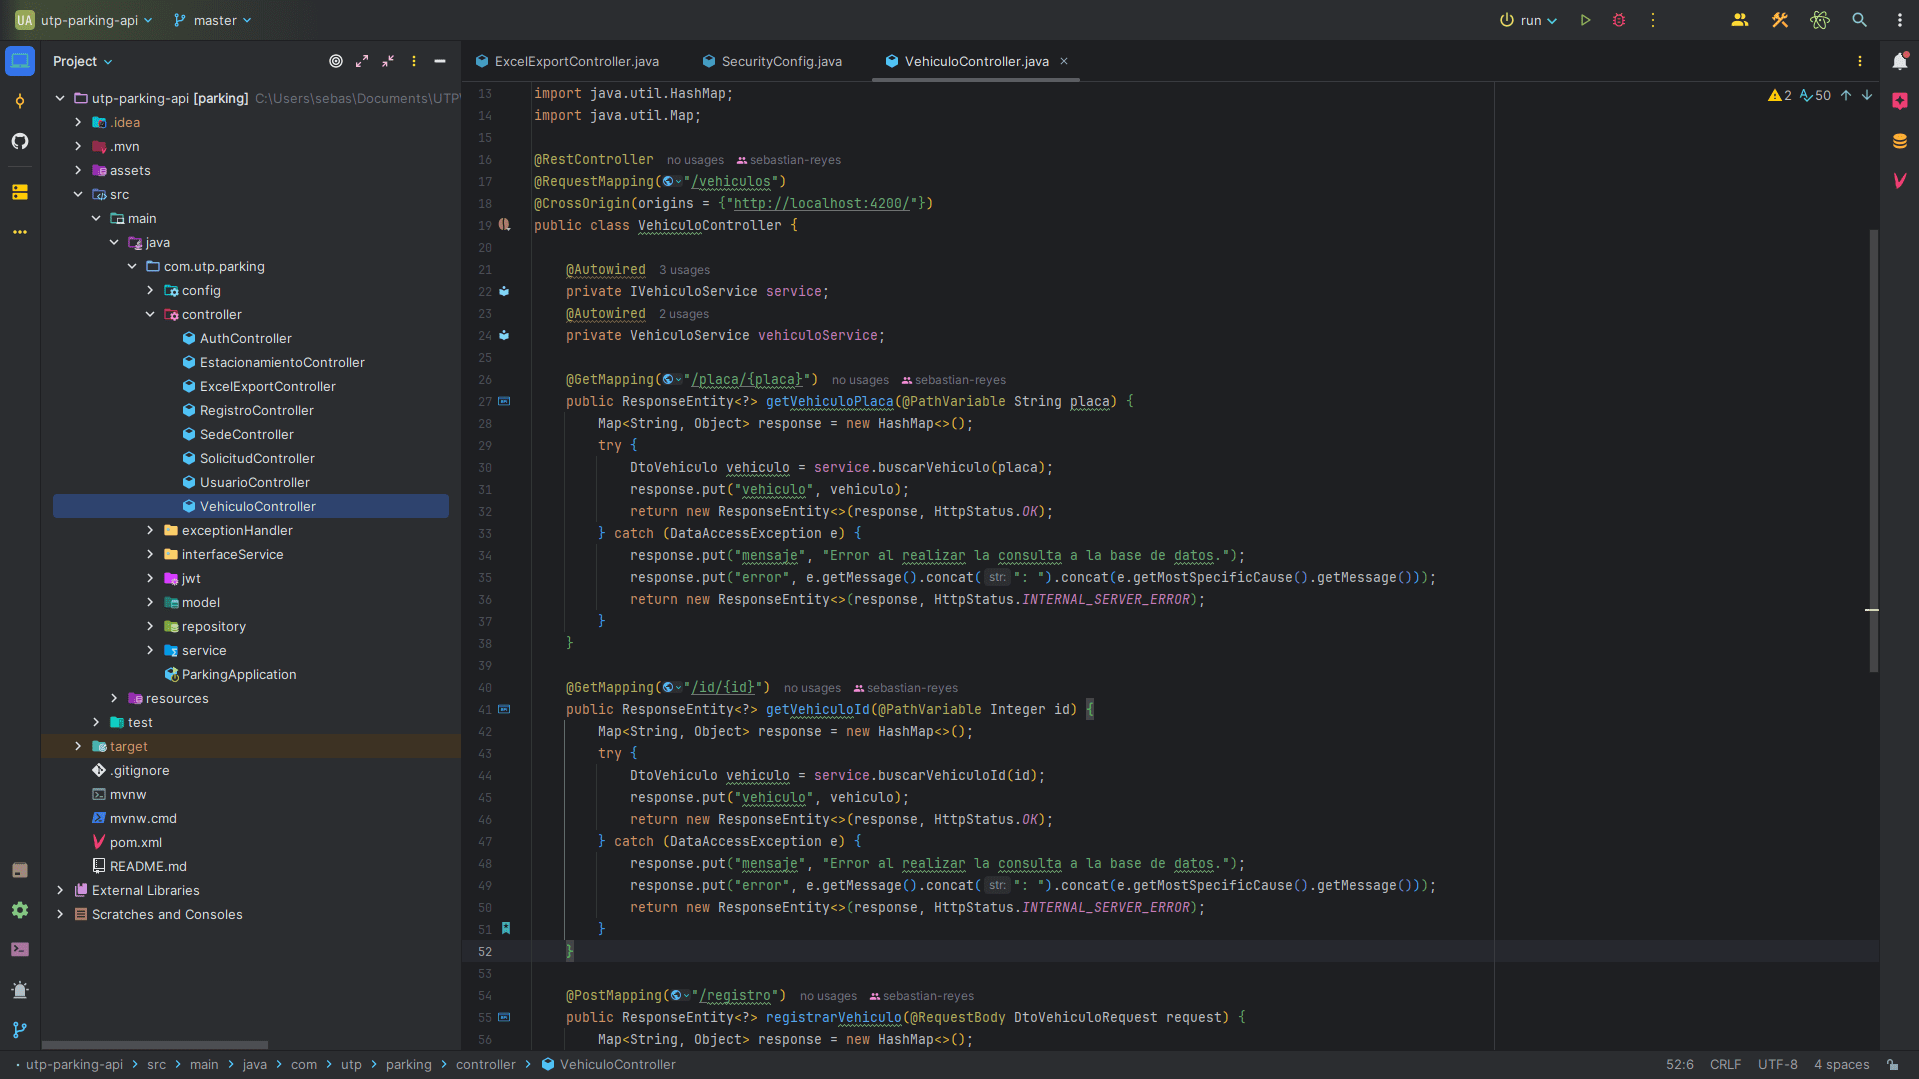 UA utp-parking-api master run
Project
ExcelExportController.java SecurityConfig.java VehiculoController.java
utp-parking-api [parking] C:\Users\sebas\Documents\UTP\
.idea
.mvn
assets
src
main
java
com.utp.parking
config
controller
AuthController
EstacionamientoController
ExcelExportController
RegistroController
SedeController
SolicitudController
UsuarioController
VehiculoController
exceptionHandler
interfaceService
jwt
model
repository
service
ParkingApplication
resources
test
target
.gitignore
mvnw
mvnw.cmd
pom.xml
README.md
External Libraries
Scratches and Consoles
2 50
13 import java.util.HashMap;
14 import java.util.Map;
15
16 @RestController no usages sebastian-reyes
17 @RequestMapping("/vehiculos")
18 @CrossOrigin(origins = {"http://localhost:4200/"})
19 public class VehiculoController {
20
21 @Autowired 3 usages
22 private IVehiculoService service;
23 @Autowired 2 usages
24 private VehiculoService vehiculoService;
25
26 @GetMapping("/placa/{placa}") no usages sebastian-reyes
27 public ResponseEntity<?> getVehiculoPlaca(@PathVariable String placa) {
28 Map<String, Object> response = new HashMap<>();
29 try {
30 DtoVehiculo vehiculo = service.buscarVehiculo(placa);
31 response.put("vehiculo", vehiculo);
32 return new ResponseEntity<>(response, HttpStatus.OK);
33 } catch (DataAccessException e) {
34 response.put("mensaje", "Error al realizar la consulta a la base de datos.");
35 response.put("error", e.getMessage().concat( str: ": ").concat(e.getMostSpecificCause().getMessage()));
36 return new ResponseEntity<>(response, HttpStatus.INTERNAL_SERVER_ERROR);
37 }
38 }
39
40 @GetMapping("/id/{id}") no usages sebastian-reyes
41 public ResponseEntity<?> getVehiculoId(@PathVariable Integer id) {
42 Map<String, Object> response = new HashMap<>();
43 try {
44 DtoVehiculo vehiculo = service.buscarVehiculoId(id);
45 response.put("vehiculo", vehiculo);
46 return new ResponseEntity<>(response, HttpStatus.OK);
47 } catch (DataAccessException e) {
48 response.put("mensaje", "Error al realizar la consulta a la base de datos.");
49 response.put("error", e.getMessage().concat( str: ": ").concat(e.getMostSpecificCause().getMessage()));
50 return new ResponseEntity<>(response, HttpStatus.INTERNAL_SERVER_ERROR);
51 }
52 }
53
54 @PostMapping("/registro") no usages sebastian-reyes
55 public ResponseEntity<?> registrarVehiculo(@RequestBody DtoVehiculoRequest request) {
56 Map<String, Object> response = new HashMap<>();
utp-parking-api > src > main > java > com > utp > parking > controller > VehiculoController 52:6 CRLF UTF-8 4 spaces